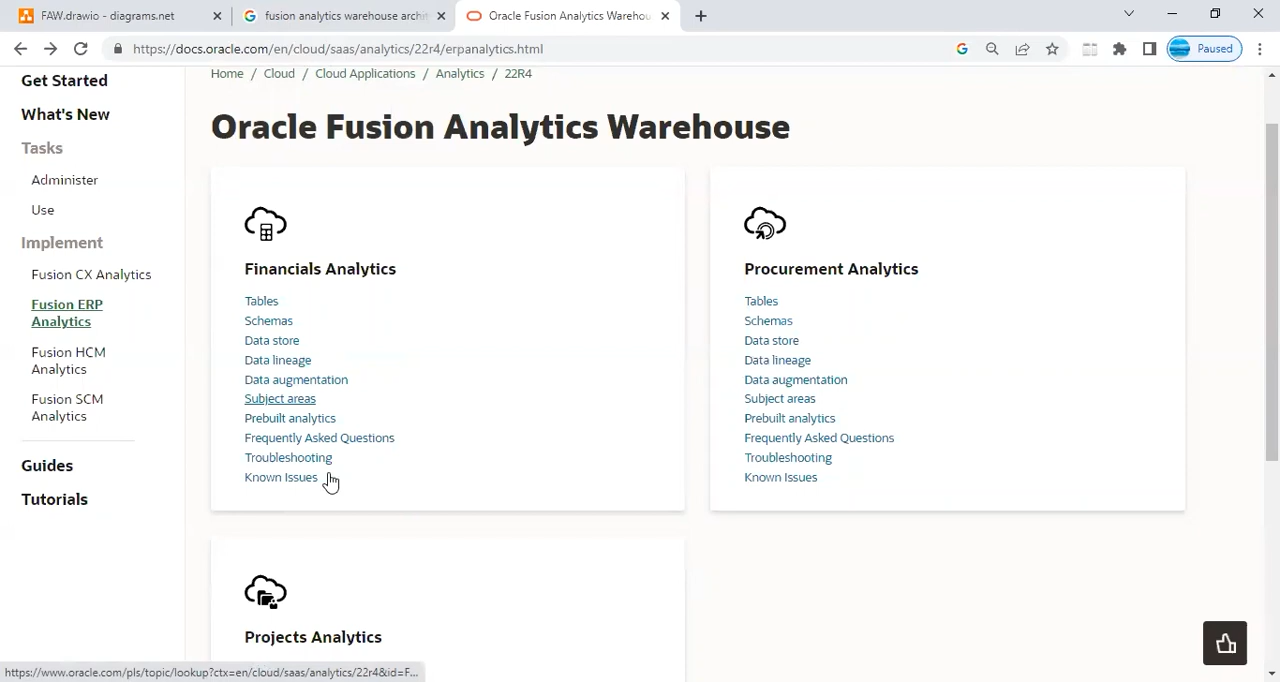 FAW.drawio - diagrams.net
fusion analytics warehouse archi
Oracle Fusion Analytics Warehou
https://docs.oracle.com/en/cloud/saas/analytics/22r4/erpanalytics.html
Paused
Get Started
What's New
Tasks
Administer
Use
Implement
Fusion CX Analytics
Fusion ERP
Analytics
Fusion HCM
Analytics
Fusion SCM
Analytics
Guides
Tutorials
Home / Cloud / Cloud Applications / Analytics / 22R4
Oracle Fusion Analytics Warehouse
Financials Analytics
Tables
Schemas
Data store
Data lineage
Data augmentation
Subject areas
Prebuilt analytics
Frequently Asked Questions
Troubleshooting
Known Issues
Procurement Analytics
Tables
Schemas
Data store
Data lineage
Data augmentation
Subject areas
Prebuilt analytics
Frequently Asked Questions
Troubleshooting
Known Issues
Projects Analytics
https://www.oracle.com/pls/topic/lookup?ctx=en/cloud/saas/analytics/22r4&id=F...